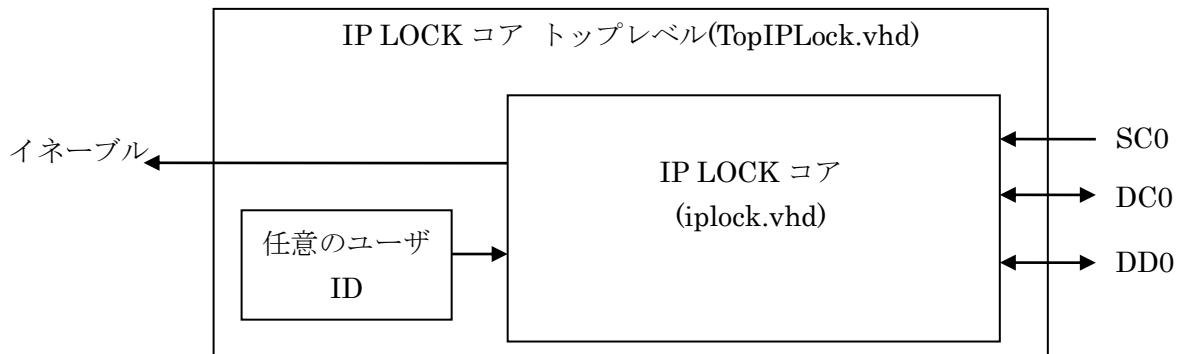 IP LOCK コア トップレベル(TopIPLock.vhd)
イネーブル
IP LOCK コア
(iplock.vhd)
任意のユーザ
ID
SC0
DC0
DD0